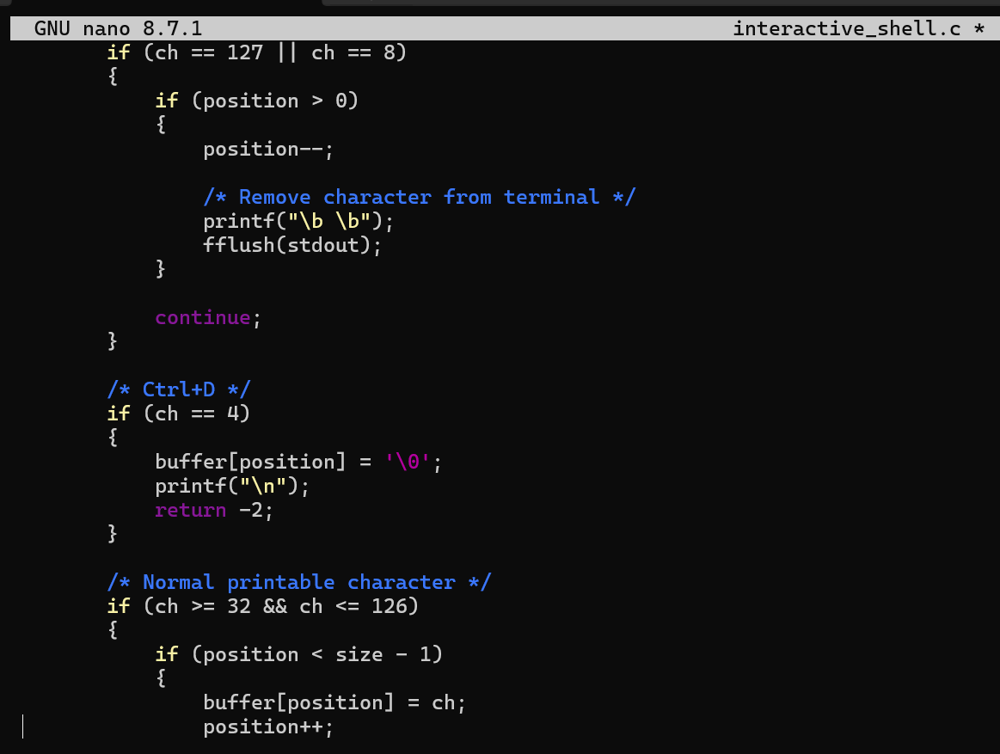 GNU nano 8.7.1 interactive_shell.c *
if (ch == 127 || ch == 8)
{
if (position > 0)
{
position--;
/* Remove character from terminal */
printf("\b \b");
fflush(stdout);
}
continue;
}
/* Ctrl+D */
if (ch == 4)
{
buffer[position] = '\0';
printf("\n");
return -2;
}
/* Normal printable character */
if (ch >= 32 && ch <= 126)
{
if (position < size - 1)
{
buffer[position] = ch;
position++;